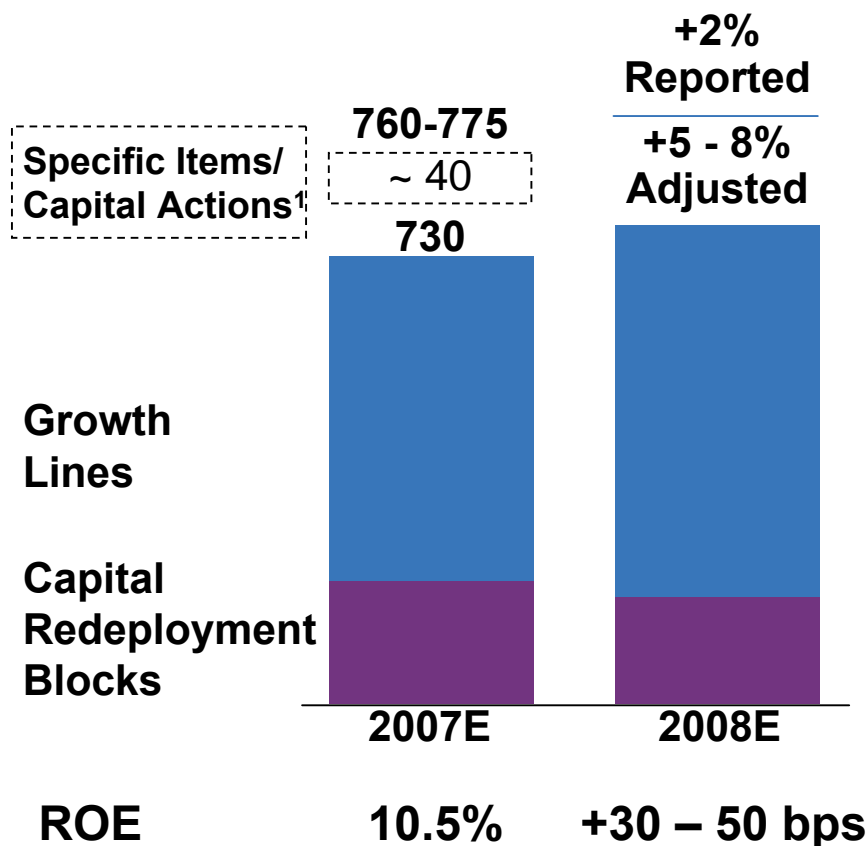 +2%
Reported
760-775
+5 - 8%
Adjusted
Specific Items/
Capital Actions¹
~ 40
730
Growth
Lines
Capital
Redeployment
Blocks
2007E
2008E
ROE
10.5%
+30 – 50 bps